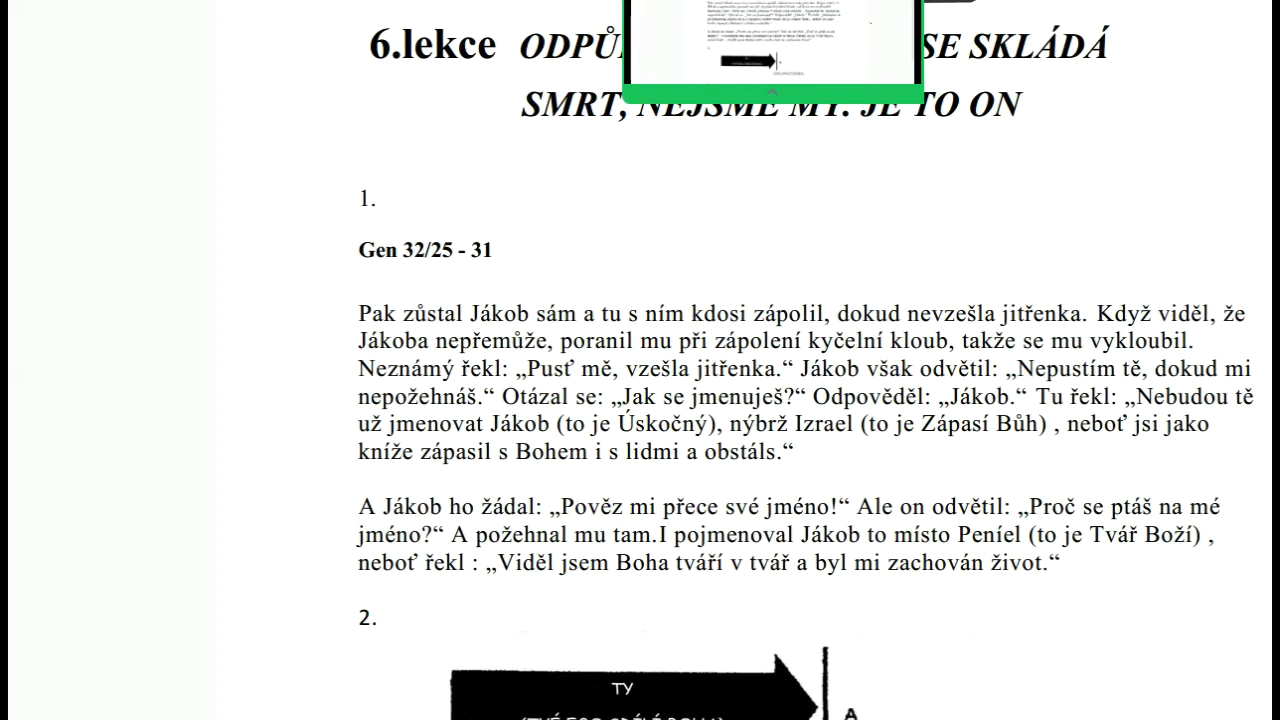 6.lekce ODPŮ SE SKLÁDÁ
SMRT, NEJSME MY. JE TO ON
1.
Gen 32/25 - 31
Pak zůstal Jákob sám a tu s ním kdosi zápolil, dokud nevzešla jitřenka. Když viděl, že
Jákoba nepřemůže, poranil mu při zápolení kyčelní kloub, takže se mu vykloubil.
Neznámý řekl: „Pusť mě, vzešla jitřenka.“ Jákob však odvětil: „Nepustím tě, dokud mi
nepožehnáš.“ Otázal se: „Jak se jmenuješ?“ Odpověděl: „Jákob.“ Tu řekl: „Nebudou tě
už jmenovat Jákob (to je Úskočný), nýbrž Izrael (to je Zápasí Bůh) , neboť jsi jako
kníže zápasil s Bohem i s lidmi a obstáls.“
A Jákob ho žádal: „Pověz mi přece své jméno!“ Ale on odvětil: „Proč se ptáš na mé
jméno?“ A požehnal mu tam.I pojmenoval Jákob to místo Peníel (to je Tvář Boží) ,
neboť řekl : „Viděl jsem Boha tváří v tvář a byl mi zachován život.“
2.
TY
A